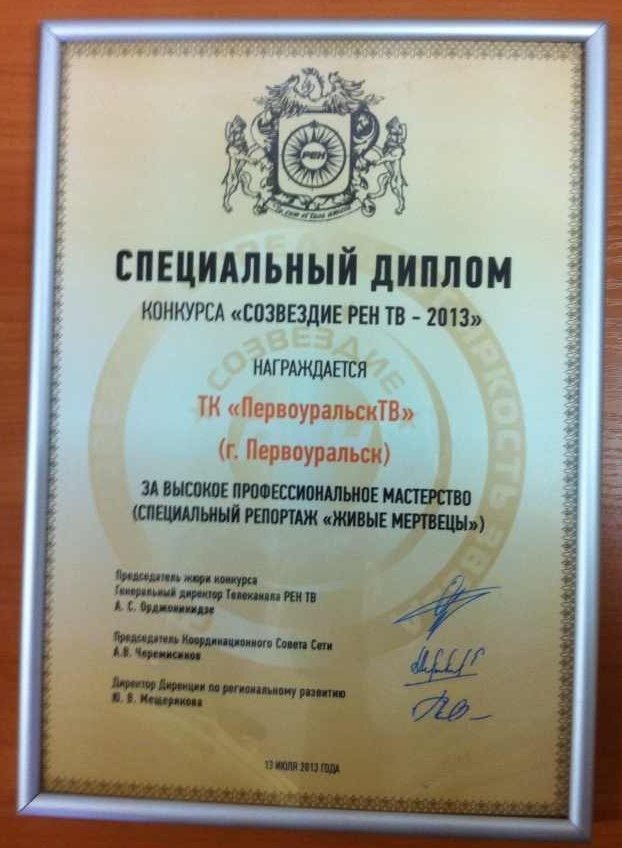 РЕН
СПЕЦИАЛЬНЫЙ ДИПЛОМ
КОНКУРСА «СОЗВЕЗДИЕ РЕН ТВ - 2013»
СОЗВЕЗДИЕ
НАГРАЖДАЕТСЯ
ТК «ПервоуральскТВ»
(г. Первоуральск)
ЗА ВЫСОКОЕ ПРОФЕССИОНАЛЬНОЕ МАСТЕРСТВО
(СПЕЦИАЛЬНЫЙ РЕПОРТАЖ «ЖИВЫЕ МЕРТВЕЦЫ»)
Председатель жюри конкурса
Генеральный директор Телеканала РЕН ТВ
А. С. Орджоникидзе
Председатель Координационного Совета Сети
А.В. Черемисинов
Директор Дирекции по региональному развитию
Ю. В. Мещерякова
13 ИЮЛЯ 2013 ГОДА